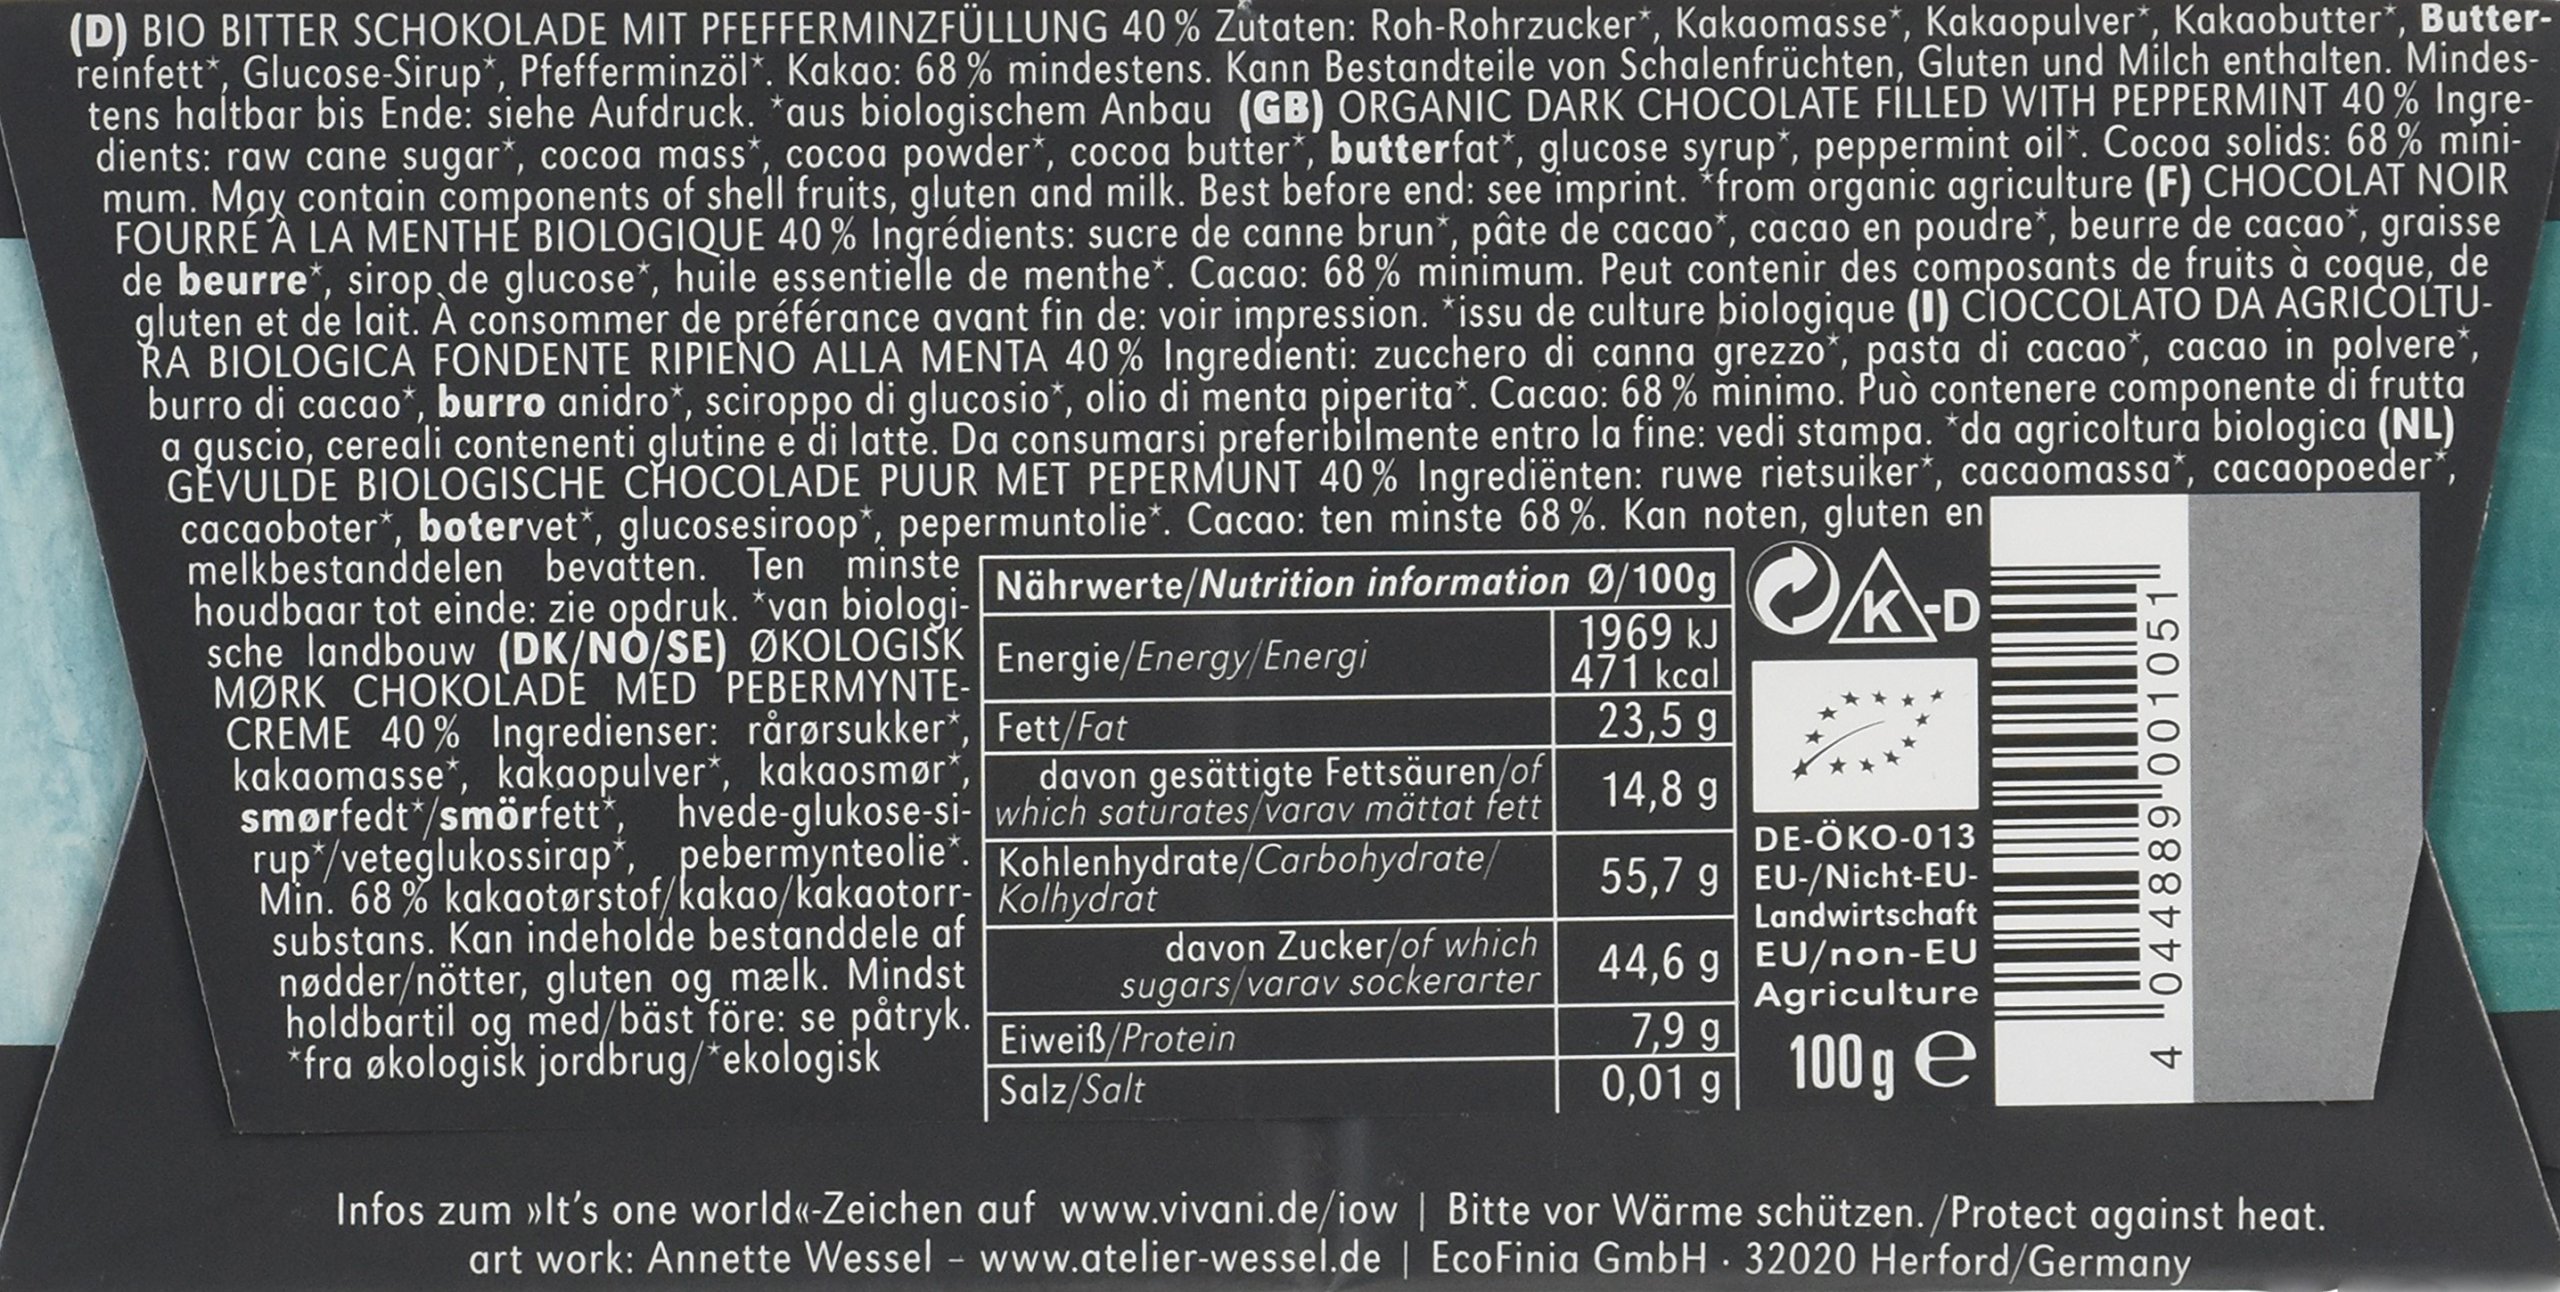 (D) BIO BITTER SCHOKOLADE MIT PFEFFERMINZFÜLLUNG 40 % Zutaten: Roh-Rohrzucker*, Kakaomasse*, Kakaopulver*, Kakaobutter*, Butter-
reinfett*, Glucose-Sirup*, Pfefferminzöl*. Kakao: 68 % mindestens. Kann Bestandteile von Schalenfrüchten, Gluten und Milch enthalten. Mindes-
tens haltbar bis Ende: siehe Aufdruck. *aus biologischem Anbau (GB) ORGANIC DARK CHOCOLATE FILLED WITH PEPPERMINT 40 % Ingre-
dients: raw cane sugar*, cocoa mass*, cocoa powder*, cocoa butter*, butterfat*, glucose syrup*, peppermint oil*. Cocoa solids: 68 % mini-
mum. May contain components of shell fruits, gluten and milk. Best before end: see imprint. *from organic agriculture (F) CHOCOLAT NOIR
FOURRÉ À LA MENTHE BIOLOGIQUE 40 % Ingrédients: sucre de canne brun*, pâte de cacao*, cacao en poudre*, beurre de cacao*, graisse
de beurre*, sirop de glucose*, huile essentielle de menthe*. Cacao: 68 % minimum. Peut contenir des composants de fruits à coque, de
gluten et de lait. À consommer de préférance avant fin de: voir impression. *issu de culture biologique (I) CIOCCOLATO DA AGRICOLTU-
RA BIOLOGICA FONDENTE RIPIENO ALLA MENTA 40 % Ingredienti: zucchero di canna grezzo*, pasta di cacao*, cacao in polvere*,
burro di cacao*, burro anidro*, sciroppo di glucosio*, olio di menta piperita*. Cacao: 68 % minimo. Può contenere componente di frutta
a guscio, cereali contenenti glutine e di latte. Da consumarsi preferibilmente entro la fine: vedi stampa. *da agricoltura biologica (NL)
GEVULDE BIOLOGISCHE CHOCOLADE PUUR MET PEPERMUNT 40 % Ingrediënten: ruwe rietsuiker*, cacaomassa*, cacaopoeder*,
cacaoboter*, botervet*, glucosesiroop*, pepermuntolie*. Cacao: ten minste 68 %. Kan noten, gluten en
melkbestanddelen bevatten. Ten minste
houdbaar tot einde: zie opdruk. *van biologi-
sche landbouw (DK/NO/SE) ØKOLOGISK
MØRK CHOKOLADE MED PEBERMYNTE-
CREME 40 % Ingredienser: rårørsukker*,
kakaomasse*, kakaopulver*, kakaosmør*,
smørfedt*/smörfett*, hvede-glukose-si-
rup*/veteglukossirap*, pebermynteolie*.
Min. 68 % kakaotørstof/kakao/kakaotorr-
substans. Kan indeholde bestanddele af
nødder/nötter, gluten og mælk. Mindst
holdbartil og med/bäst före: se påtryk.
*fra økologisk jordbrug/*ekologisk
Nährwerte/Nutrition information Ø/100g
Energie/Energy/Energi 1969 kJ
471 kcal
Fett/Fat 23,5 g
davon gesättigte Fettsäuren/of
which saturates/varav mättat fett 14,8 g
Kohlenhydrate/Carbohydrate/
Kolhydrat 55,7 g
davon Zucker/of which
sugars/varav sockerarter 44,6 g
Eiweiß/Protein 7,9 g
Salz/Salt 0,01 g
K-D
DE-ÖKO-013
EU-/Nicht-EU-
Landwirtschaft
EU/non-EU
Agriculture
100 g e
4 044889 001051
Infos zum »It's one world«-Zeichen auf www.vivani.de/iow | Bitte vor Wärme schützen./Protect against heat.
art work: Annette Wessel – www.atelier-wessel.de | EcoFinia GmbH · 32020 Herford/Germany